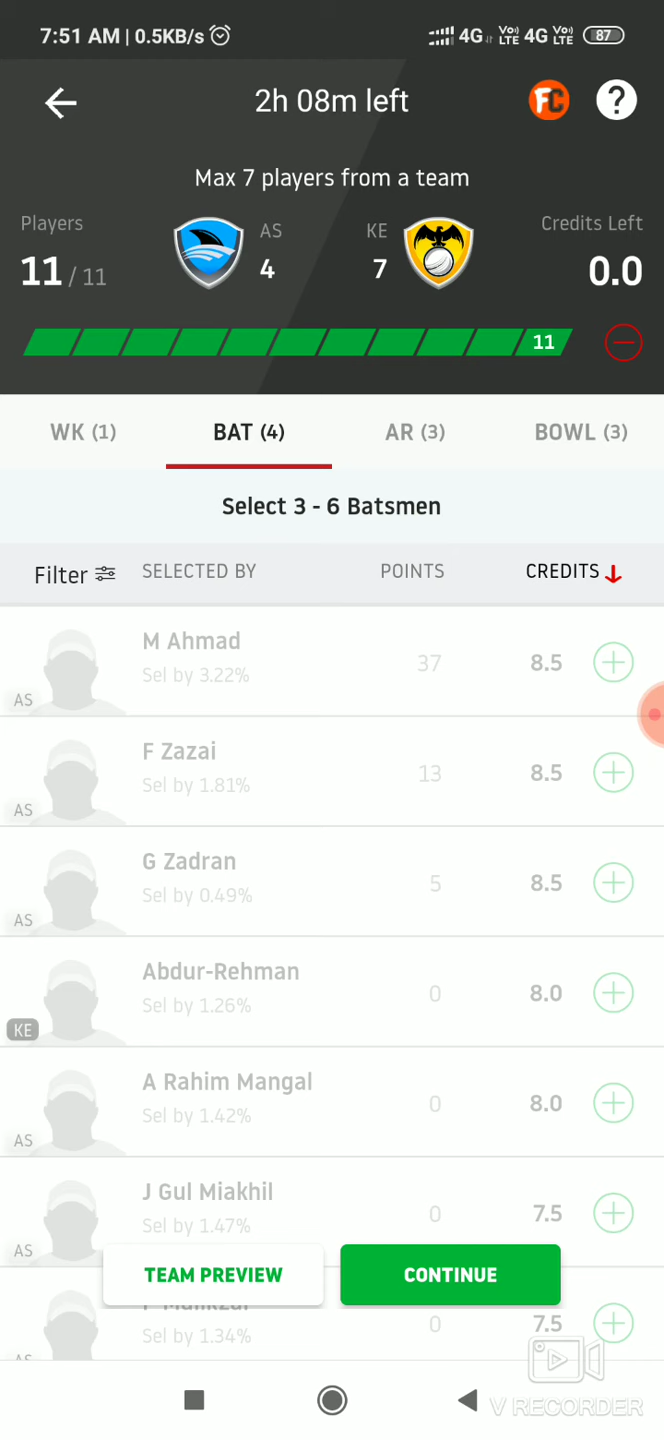 7:51 AM | 0.5KB/s 4G Vo) LTE 4G Vo) LTE 87
2h 08m left FC ?
Max 7 players from a team
Players AS KE Credits Left
11 / 11 4 7 0.0
11
WK (1) BAT (4) AR (3) BOWL (3)
Select 3 - 6 Batsmen
Filter SELECTED BY POINTS CREDITS
M Ahmad
Sel by 3.22% 37 8.5
AS
F Zazai
Sel by 1.81% 13 8.5
AS
G Zadran
Sel by 0.49% 5 8.5
AS
Abdur-Rehman
Sel by 1.26% 0 8.0
KE
A Rahim Mangal
Sel by 1.42% 0 8.0
AS
J Gul Miakhil
Sel by 1.47% 0 7.5
AS
TEAM PREVIEW CONTINUE
Sel by 1.34% 0 7.5
V RECORDER